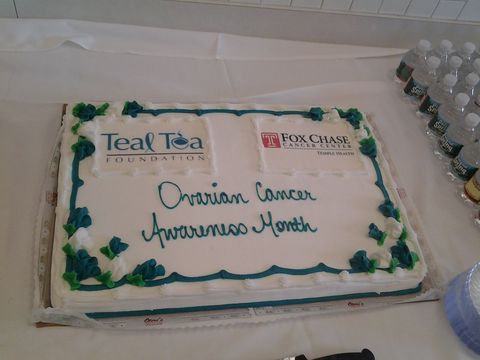 Teal Tea
FOUNDATION
FOX CHASE
CANCER CENTER
TEMPLE HEALTH
Ovarian Cancer
Awareness Month